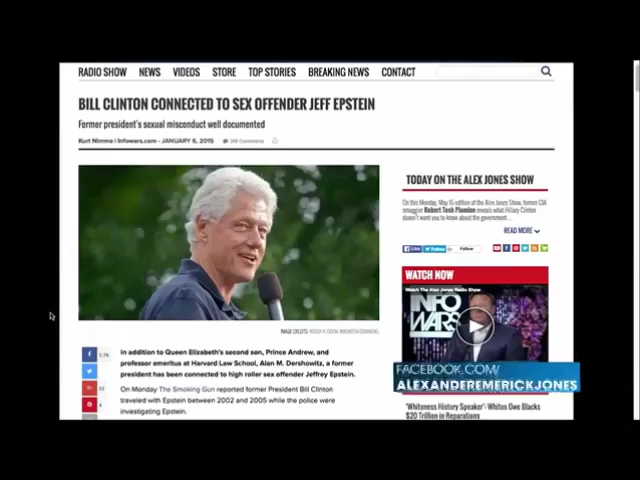 RADIO SHOW NEWS VIDEOS STORE TOP STORIES BREAKING NEWS CONTACT
BILL CLINTON CONNECTED TO SEX OFFENDER JEFF EPSTEIN
Former president's sexual misconduct well documented
Kurt Nimmo | Infowars.com - JANUARY 6, 2015 Comments
TODAY ON THE ALEX JONES SHOW
On this Monday, May 16 edition of the Alex Jones Show, former CIA
smuggler Robert Tosh Plumlee reveals what Hillary Clinton
doesn't want you to know about the government...
READ MORE
Like Follow Follow
WATCH NOW
Watch The Alex Jones Radio Show
INFO
WARS
IMAGE CREDITS:
In addition to Queen Elizabeth's second son, Prince Andrew, and
professor emeritus at Harvard Law School, Alan M. Dershowitz, a former
president has been connected to high roller sex offender Jeffrey Epstein.
On Monday The Smoking Gun reported former President Bill Clinton
traveled with Epstein between 2002 and 2005 while the police were
investigating Epstein.
FACEBOOK.COM/
ALEXANDEREMERICKJONES
'Whiteness History Speaker'- Whites Owe Blacks
$20 Trillion in Reparations